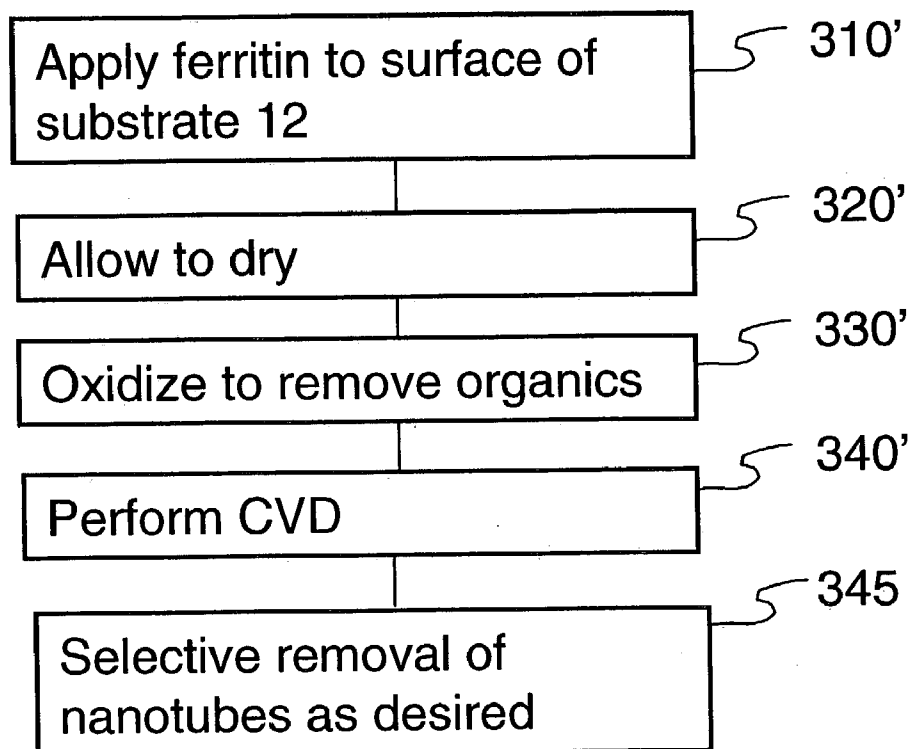 310'
Apply ferritin to surface of
substrate 12
320'
Allow to dry
330'
Oxidize to remove organics
340'
Perform CVD
345
Selective removal of
nanotubes as desired